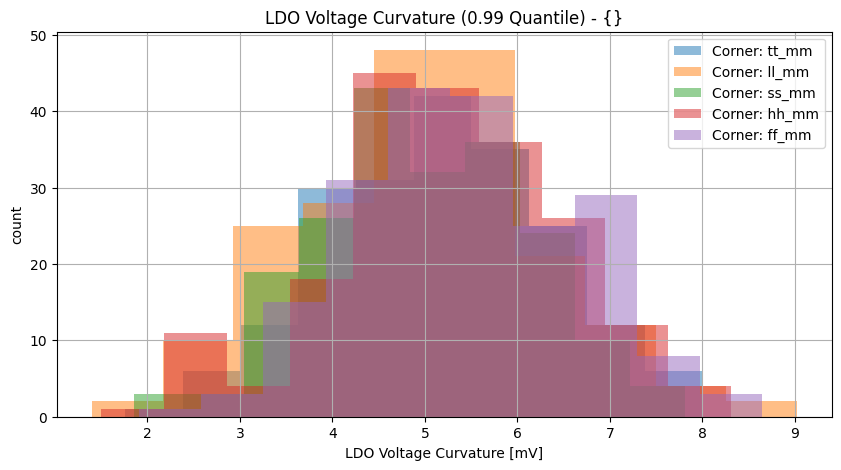 LDO Voltage Curvature (0.99 Quantile) - {}
Corner: tt_mm
Corner: ll_mm
Corner: ss_mm
Corner: hh_mm
Corner: ff_mm
count
50
40
30
20
10
0
2 3 4 5 6 7 8 9
LDO Voltage Curvature [mV]